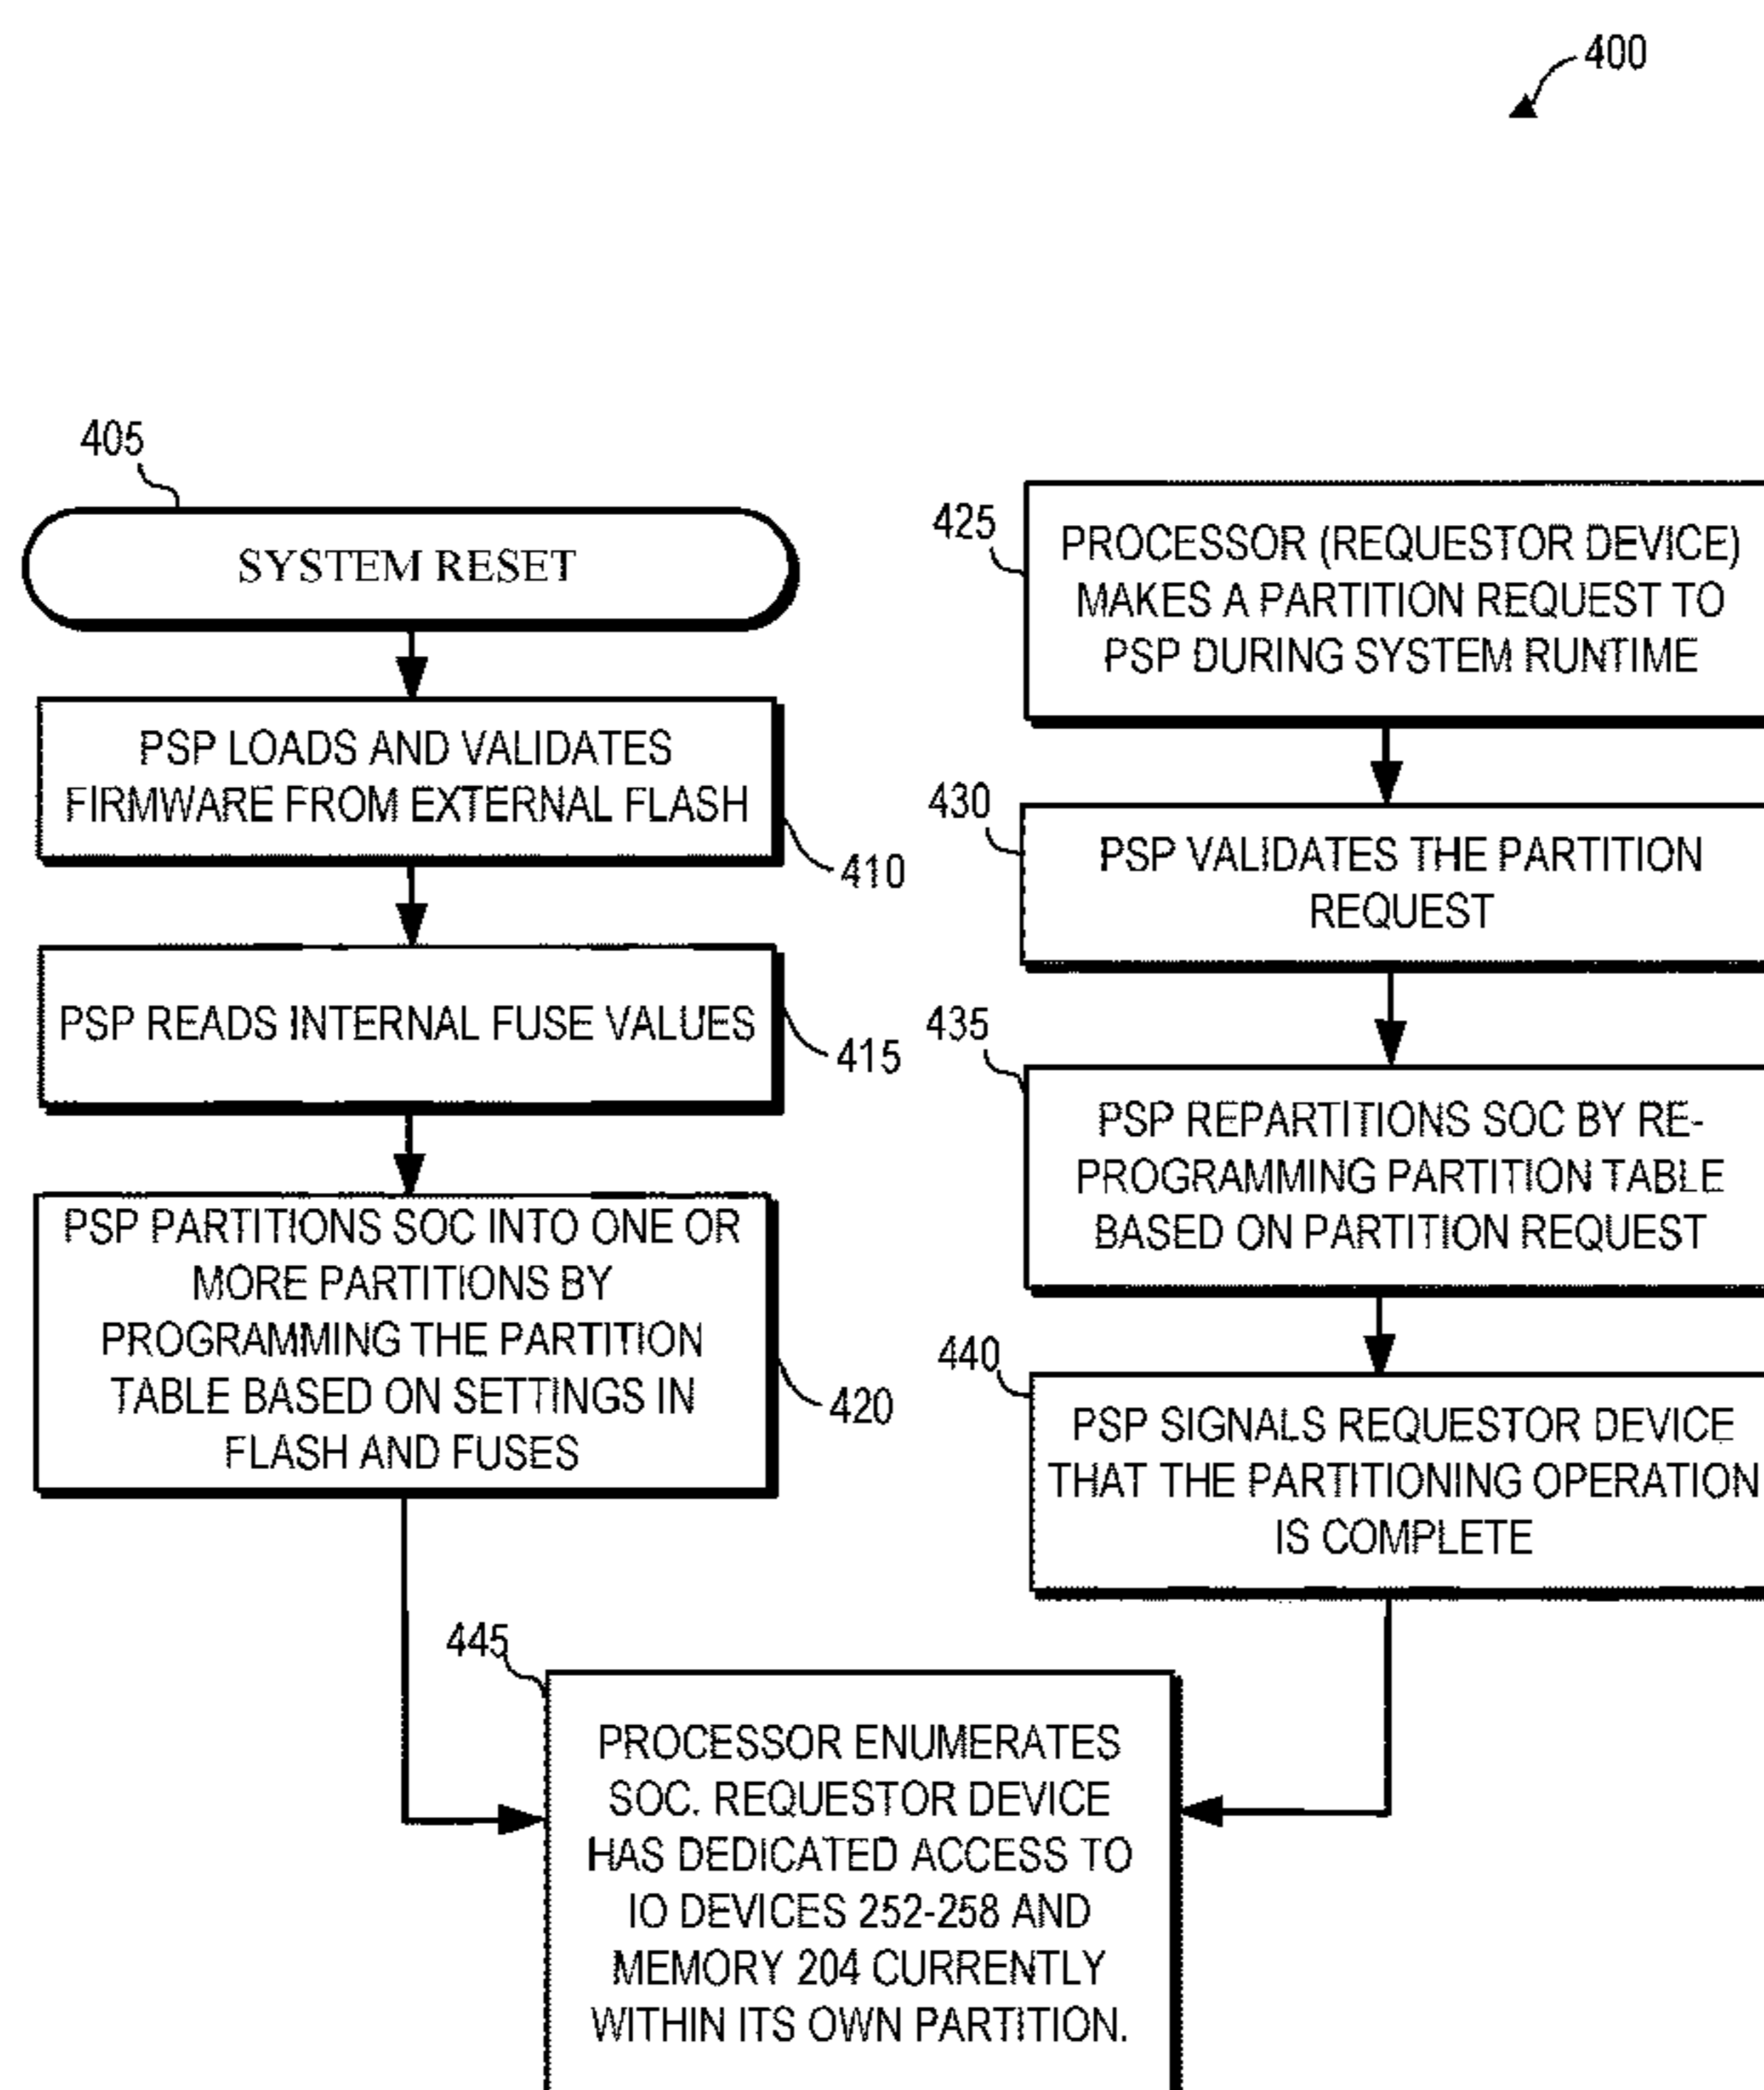 400
405
SYSTEM RESET
PSP LOADS AND VALIDATES
FIRMWARE FROM EXTERNAL FLASH
410
PSP READS INTERNAL FUSE VALUES
415
PSP PARTITIONS SOC INTO ONE OR
MORE PARTITIONS BY
PROGRAMMING THE PARTITION
TABLE BASED ON SETTINGS IN
FLASH AND FUSES
420
425
PROCESSOR (REQUESTOR DEVICE)
MAKES A PARTITION REQUEST TO
PSP DURING SYSTEM RUNTIME
430
PSP VALIDATES THE PARTITION
REQUEST
435
PSP REPARTITIONS SOC BY RE-
PROGRAMMING PARTITION TABLE
BASED ON PARTITION REQUEST
440
PSP SIGNALS REQUESTOR DEVICE
THAT THE PARTITIONING OPERATION
IS COMPLETE
445
PROCESSOR ENUMERATES
SOC. REQUESTOR DEVICE
HAS DEDICATED ACCESS TO
IO DEVICES 252-258 AND
MEMORY 204 CURRENTLY
WITHIN ITS OWN PARTITION.